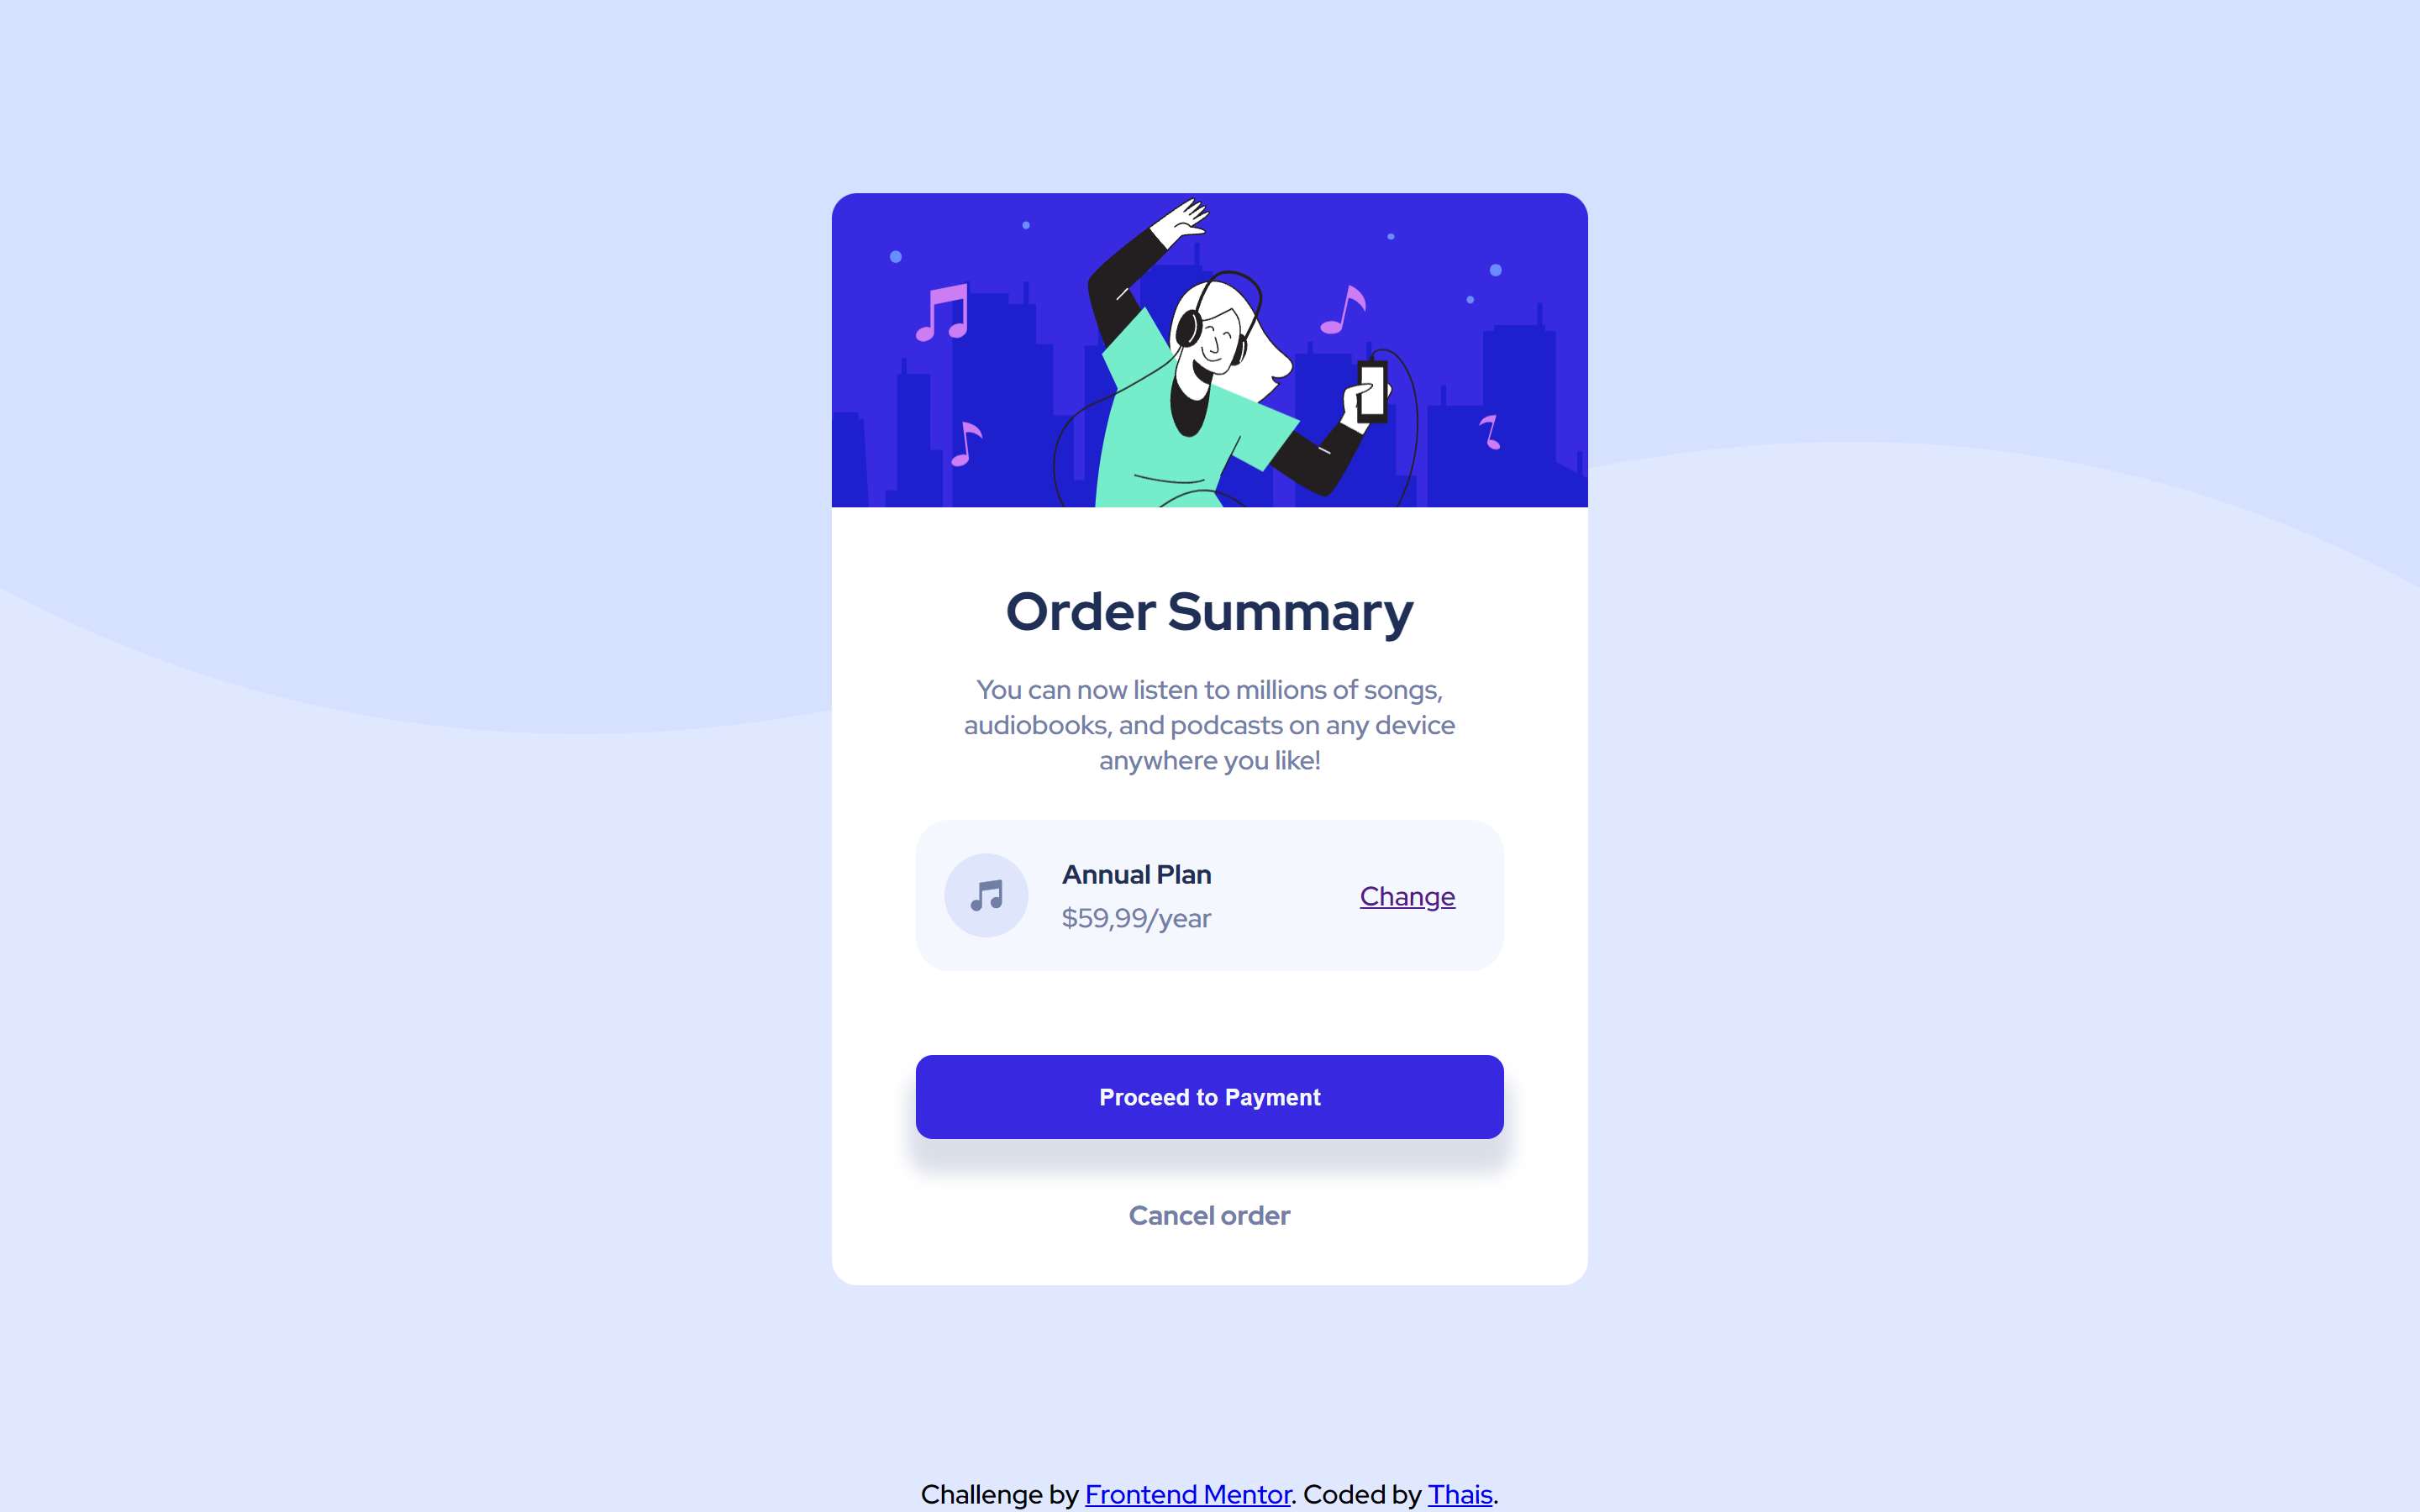 Order Summary
You can now listen to millions of songs,
audiobooks, and podcasts on any device
anywhere you like!
Annual Plan
$59,99/year
Change
Proceed to Payment
Cancel order
Challenge by Frontend Mentor. Coded by Thais.